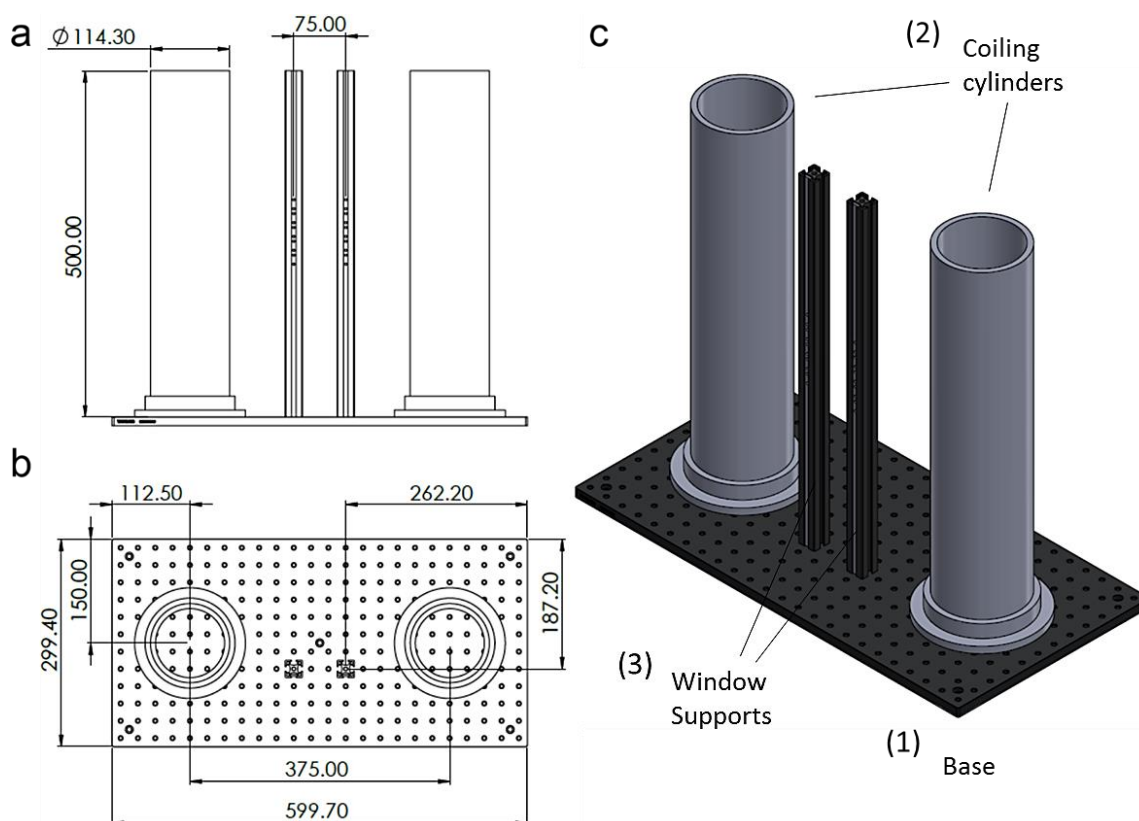 a
75.00
Ø114.30
500.00
b
112.50
262.20
150.00
299.40
187.20
375.00
599.70
c
(2)
Coiling
cylinders
(3)
Window
Supports
(1)
Base